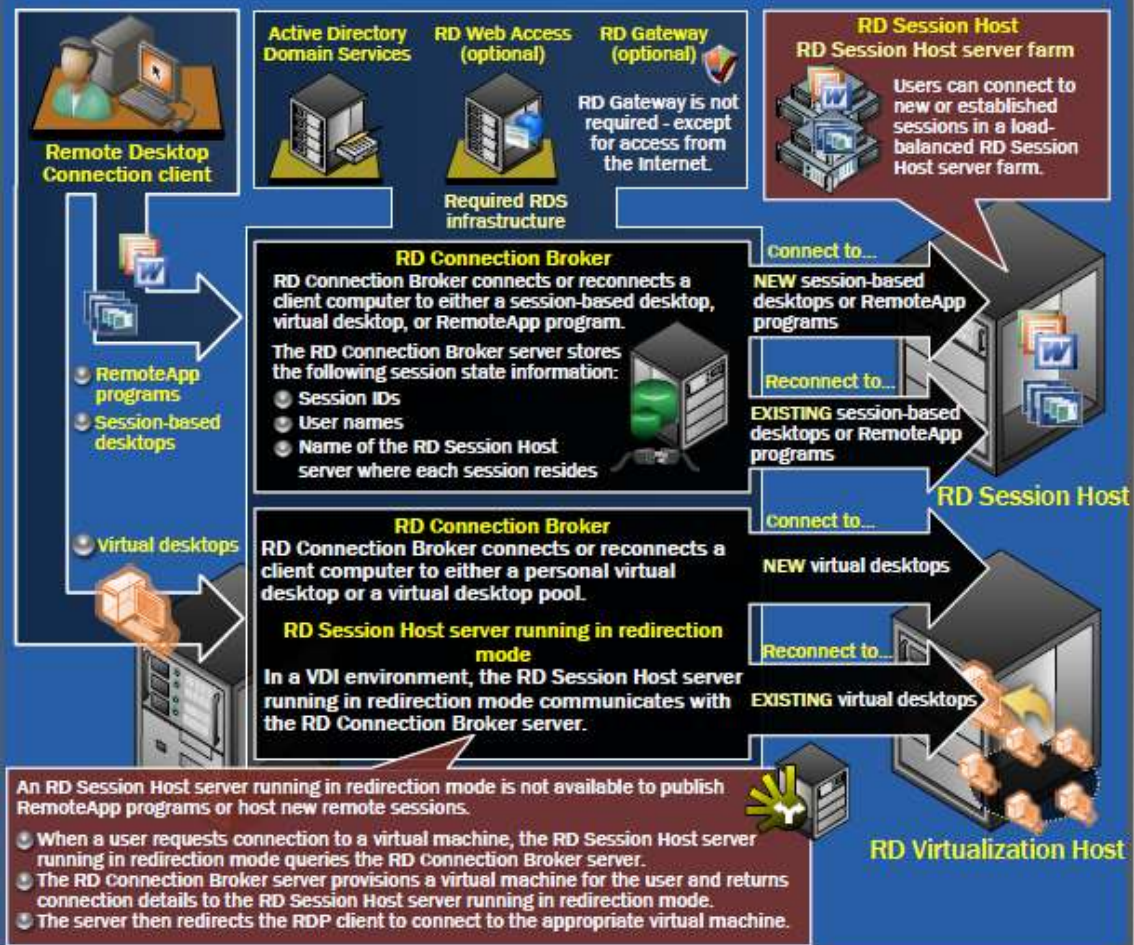 Remote Desktop
Connection client
Active Directory
Domain Services
RD Web Access
(optional)
RD Gateway
(optional)
RD Gateway is not
required - except
for access from
the Internet.
Required RDS
infrastructure
RD Session Host
RD Session Host server farm
Users can connect to
new or established
sessions in a load-
balanced RD Session
Host server farm.
W
W
RemoteApp
programs
Session-based
desktops
Virtual desktops
RD Connection Broker
RD Connection Broker connects or reconnects a
client computer to either a session-based desktop,
virtual desktop, or RemoteApp program.
The RD Connection Broker server stores
the following session state information:
Session IDs
User names
Name of the RD Session Host
server where each session resides
Connect to...
NEW session-based
desktops or RemoteApp
programs
Reconnect to...
EXISTING session-based
desktops or RemoteApp
programs
W
RD Session Host
RD Connection Broker
RD Connection Broker connects or reconnects a
client computer to either a personal virtual
desktop or a virtual desktop pool.
RD Session Host server running in redirection
mode
In a VDI environment, the RD Session Host server
running in redirection mode communicates with
the RD Connection Broker server.
Connect to...
NEW virtual desktops
Reconnect to...
EXISTING virtual desktops
RD Virtualization Host
An RD Session Host server running in redirection mode is not available to publish
RemoteApp programs or host new remote sessions.
When a user requests connection to a virtual machine, the RD Session Host server
running in redirection mode queries the RD Connection Broker server.
The RD Connection Broker server provisions a virtual machine for the user and returns
connection details to the RD Session Host server running in redirection mode.
The server then redirects the RDP client to connect to the appropriate virtual machine.